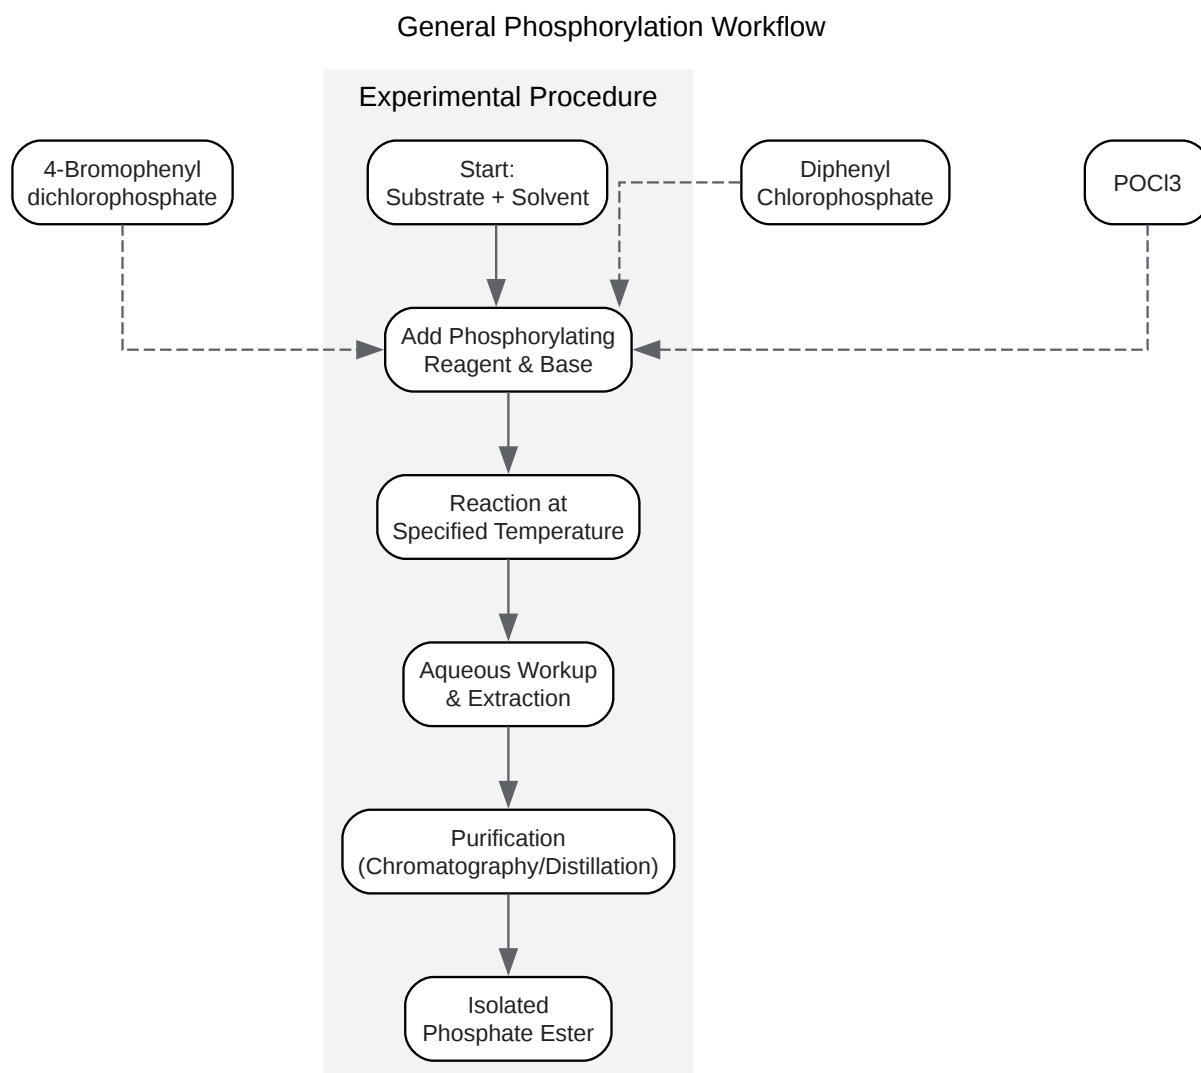 General Phosphorylation Workflow
Experimental Procedure
4-Bromophenyl
dichlorophosphate
Start:
Substrate + Solvent
Diphenyl
Chlorophosphate
POCl3
Add Phosphorylating
Reagent & Base
Reaction at
Specified Temperature
Aqueous Workup
& Extraction
Purification
(Chromatography/Distillation)
Isolated
Phosphate Ester